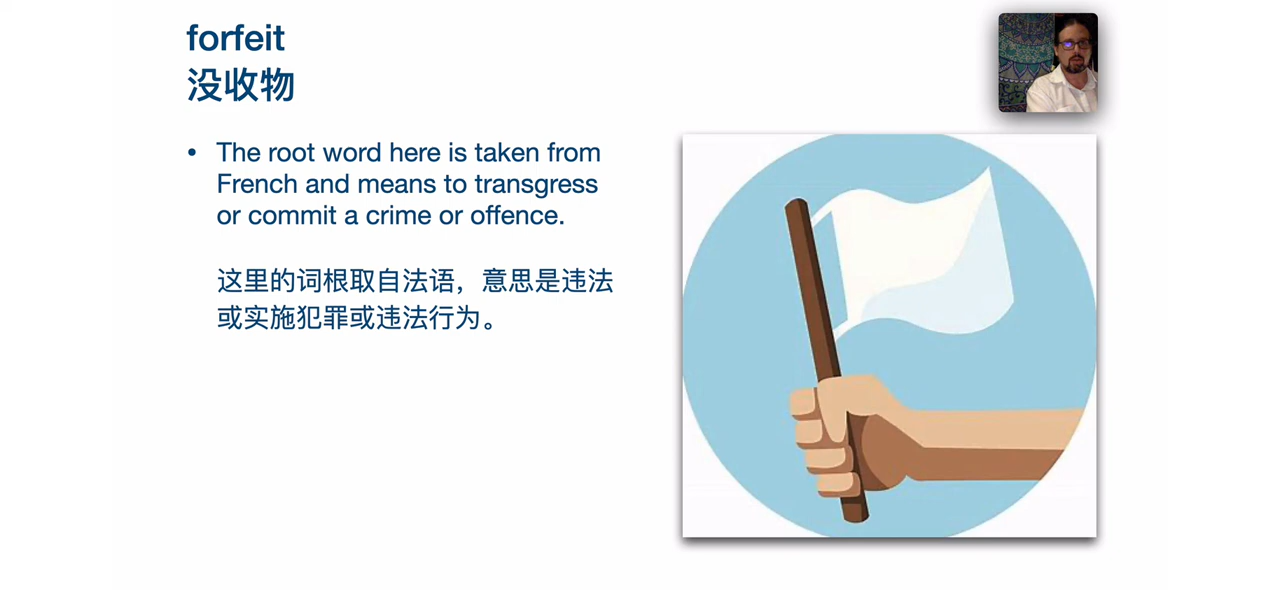 forfeit
没收物
• The root word here is taken from
French and means to transgress
or commit a crime or offence.
这里的词根取自法语，意思是违法
或实施犯罪或违法行为。